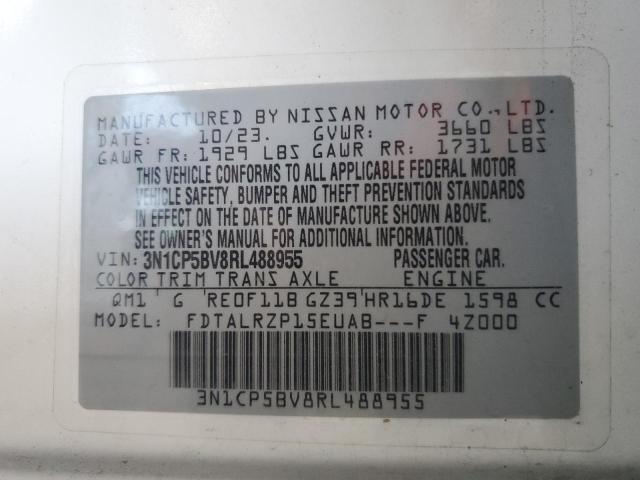 MANUFACTURED BY NISSAN MOTOR CO., LTD.
DATE: 10/23. GVWR: 3660 LBS
GAWR FR: 1929 LBS GAWR RR: 1731 LBS
THIS VEHICLE CONFORMS TO ALL APPLICABLE FEDERAL MOTOR
VEHICLE SAFETY, BUMPER AND THEFT PREVENTION STANDARDS
IN EFFECT ON THE DATE OF MANUFACTURE SHOWN ABOVE.
SEE OWNER'S MANUAL FOR ADDITIONAL INFORMATION.
VIN: 3N1CP5BV8RL488955 PASSENGER CAR.
COLOR TRIM TRANS AXLE ENGINE
QM1 G RE0F11B GZ39 HR16DE 1598 CC
MODEL: FDTALRZP15EUAB---F 4Z000
3N1CP5BV8RL488955